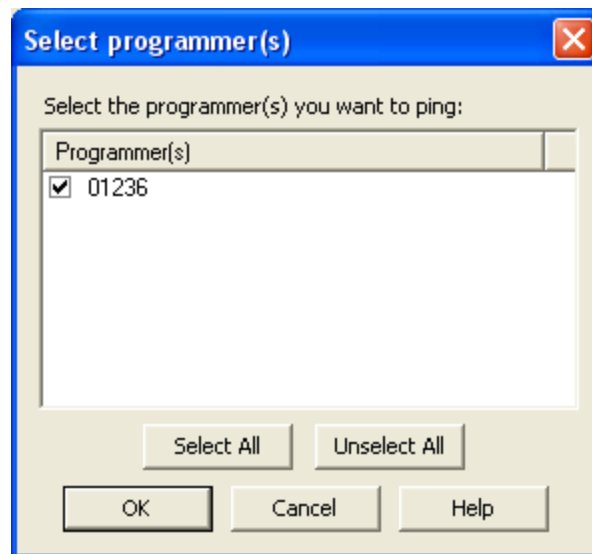 Select programmer(s)
Select the programmer(s) you want to ping:
Programmer(s)
01236
Select All Unselect All
OK Cancel Help